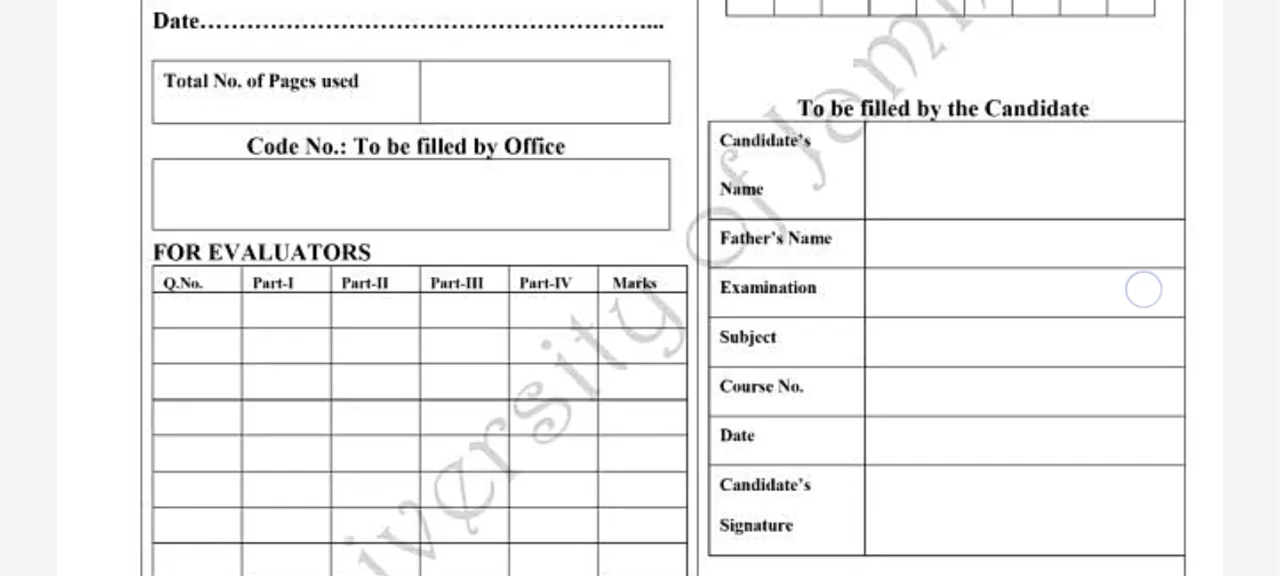 Date……………………………………………………...
Total No. of Pages used
Code No.: To be filled by Office
FOR EVALUATORS
Q.No. Part-I Part-II Part-III Part-IV Marks
To be filled by the Candidate
Candidate's
Name
Father's Name
Examination
Subject
Course No.
Date
Candidate's
Signature